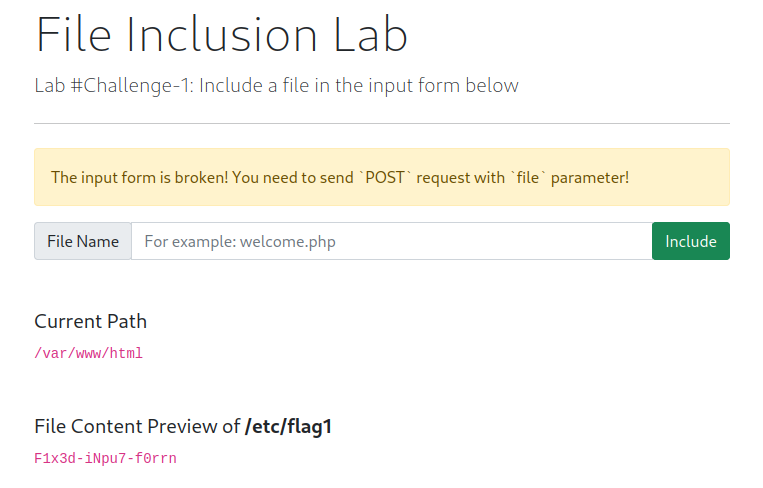 File Inclusion Lab
Lab #Challenge-1: Include a file in the input form below
The input form is broken! You need to send `POST` request with `file` parameter!
File Name For example: welcome.php Include
Current Path
/var/www/html
File Content Preview of /etc/flag1
F1x3d-iNpu7-f0rrn